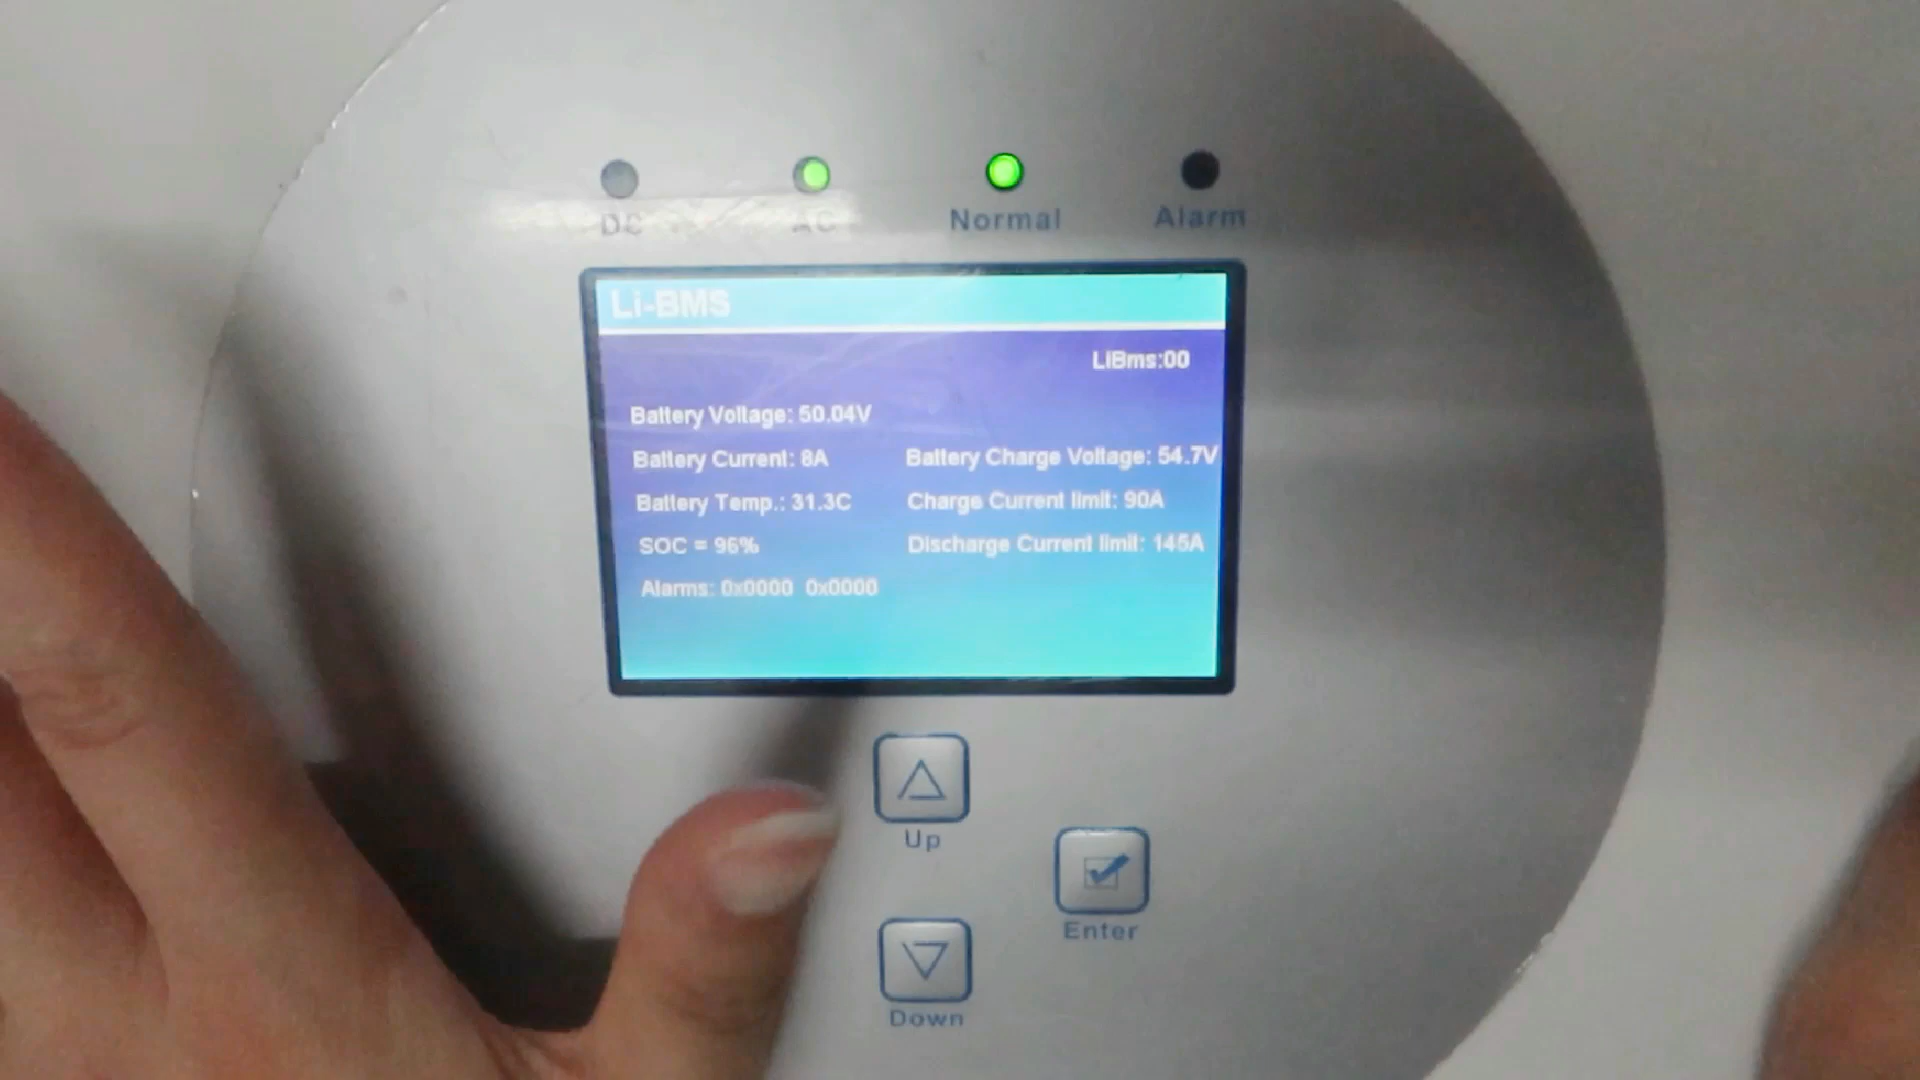 DC AC Normal Alarm
Li-BMS
LiBms:00
Battery Voltage: 50.04V
Battery Current: 8A Battery Charge Voltage: 54.7V
Battery Temp.: 31.3C Charge Current limit: 90A
SOC = 96% Discharge Current limit: 145A
Alarms: 0x0000 0x0000
Up
Enter
Down